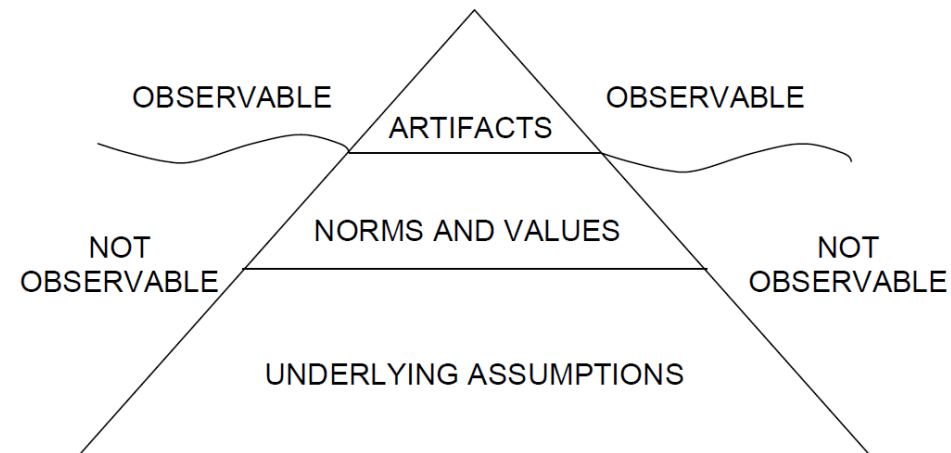 OBSERVABLE
OBSERVABLE
ARTIFACTS
NORMS AND VALUES
NOT
OBSERVABLE
NOT
OBSERVABLE
UNDERLYING ASSUMPTIONS